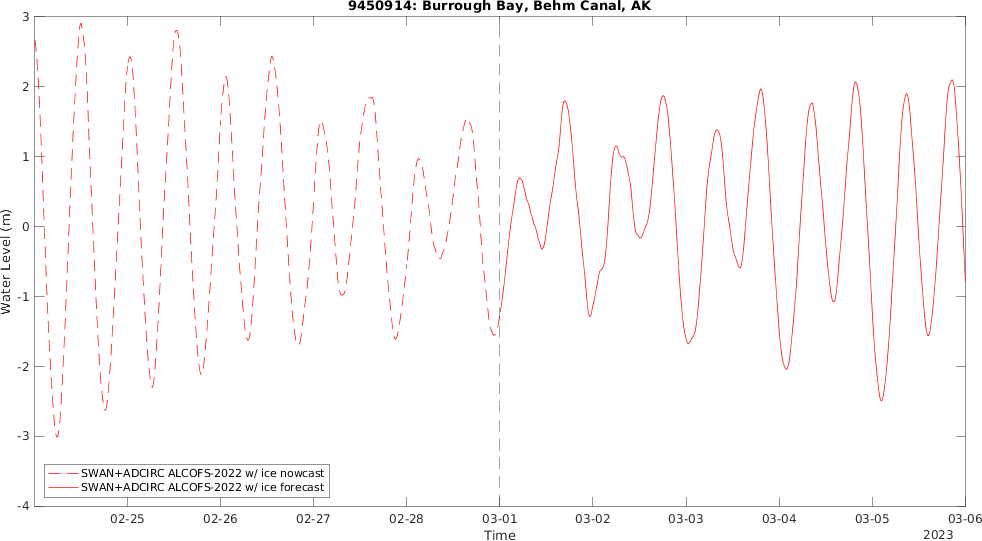 9450914: Burrough Bay, Behm Canal, AK
3
2
1
0
-1
-2
-3
-4
Water Level (m)
SWAN+ADCIRC ALCOFS-2022 w/ ice nowcast
SWAN+ADCIRC ALCOFS-2022 w/ ice forecast
02-25 02-26 02-27 02-28 03-01 03-02 03-03 03-04 03-05 03-06
Time 2023